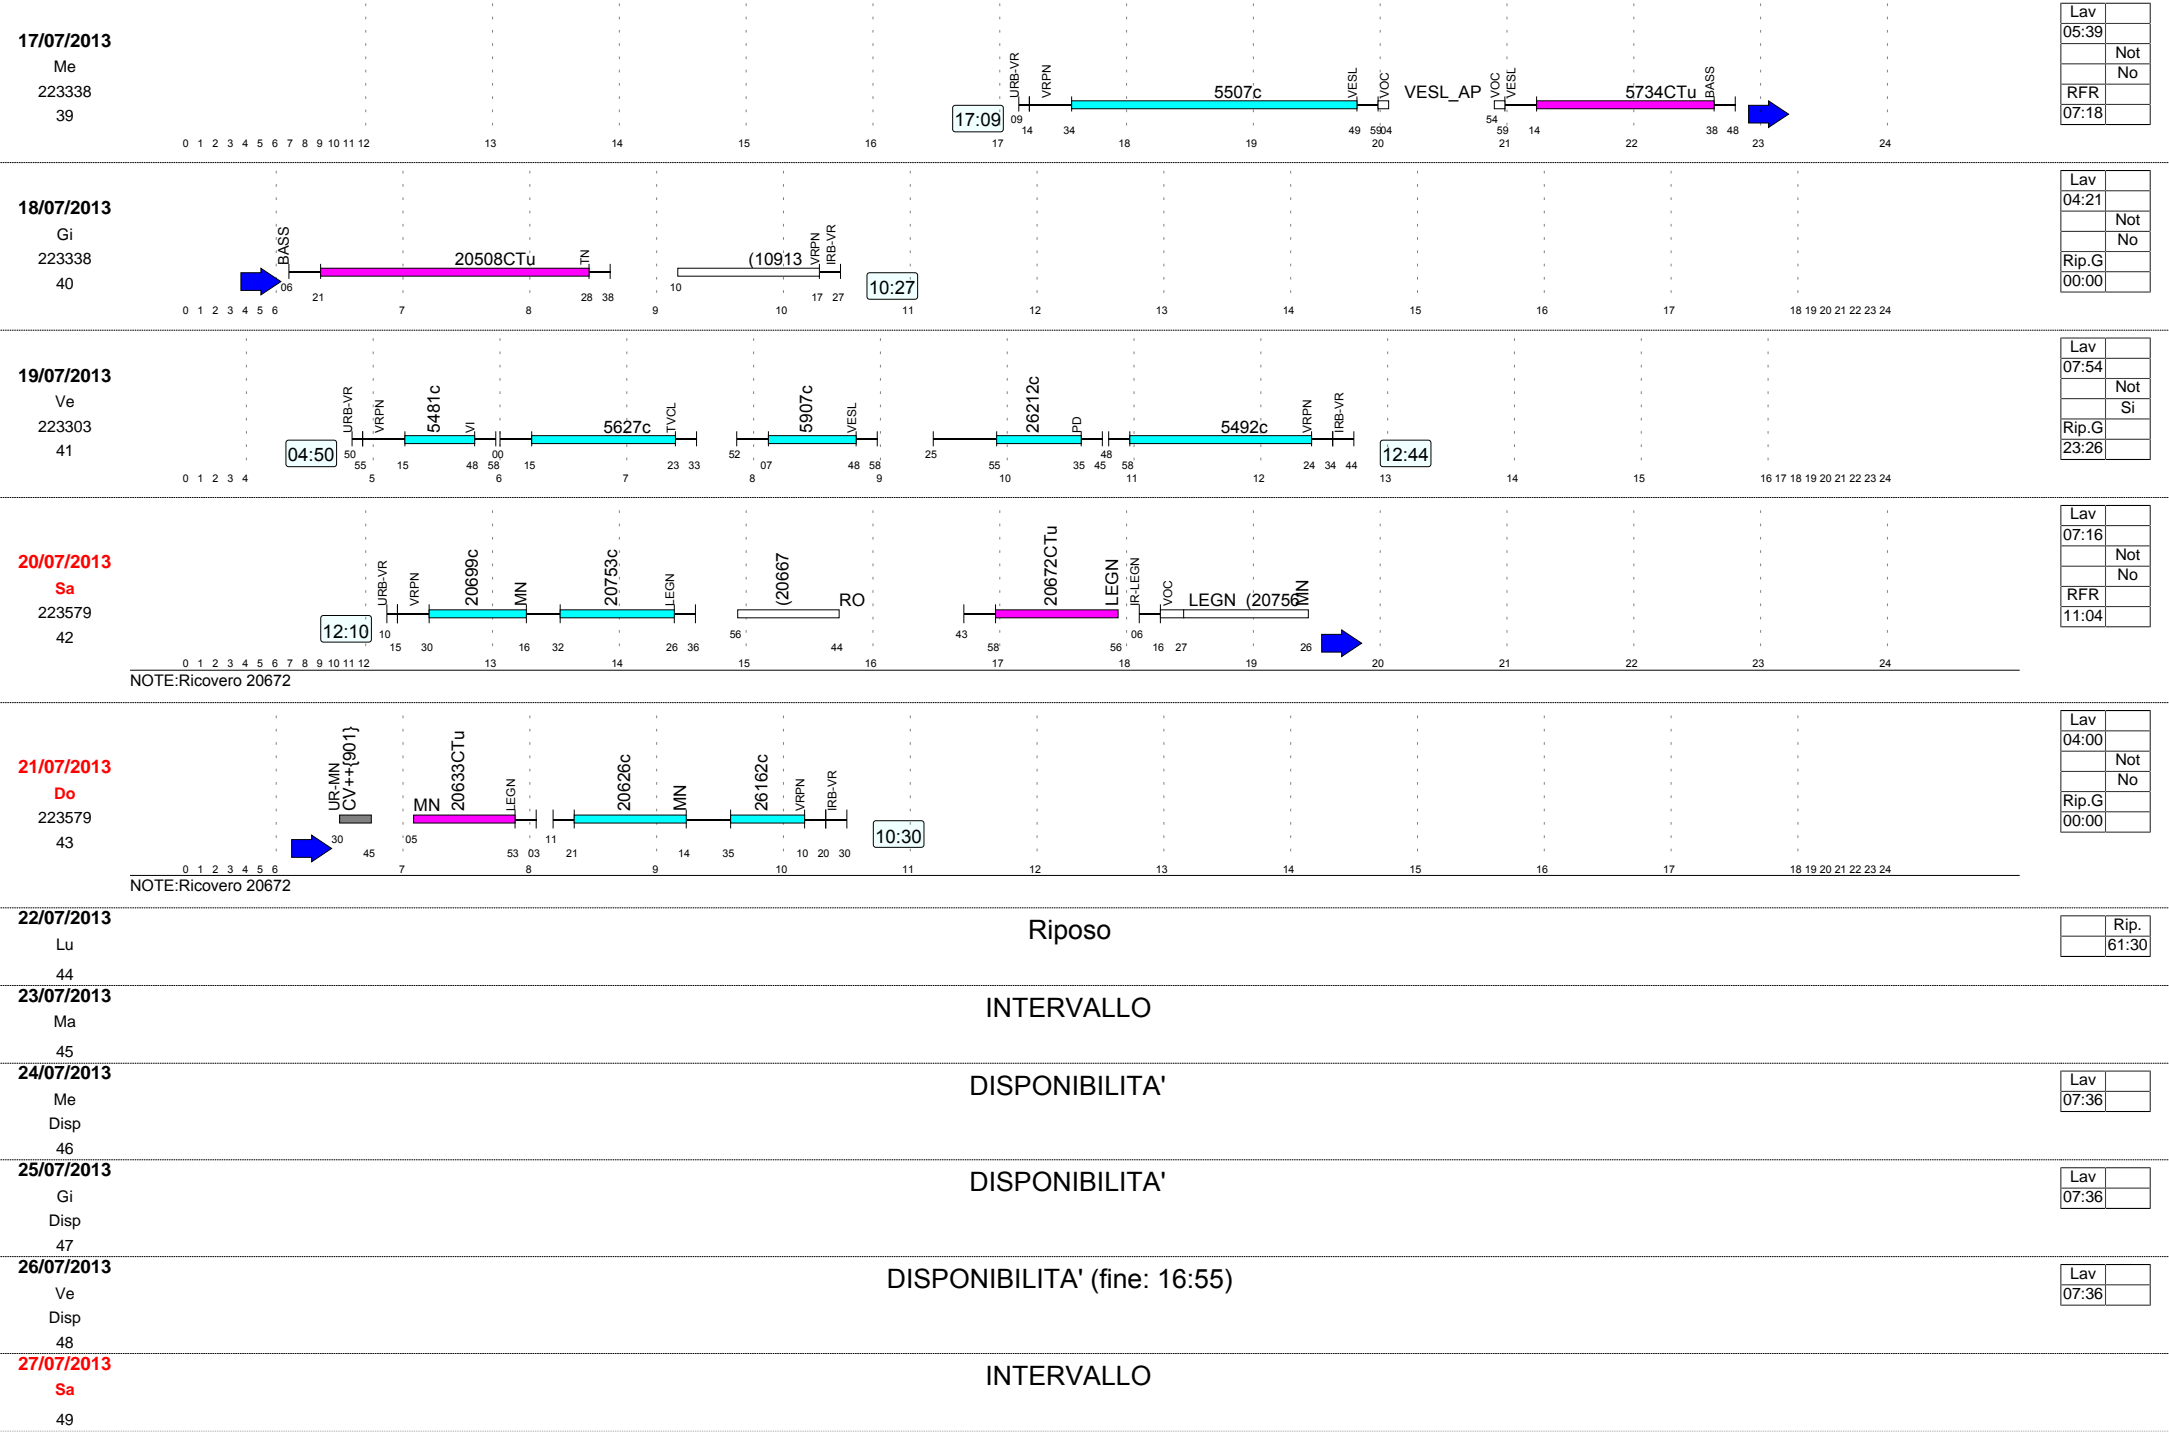 17/07/2013
Me
223338
39
17:09
URB-VR VRPN 5507c VESL VOC VESL_AP VOC VESL 5734CTu BASS
09 14 34 49 59 04 54 59 14 38 48
0 1 2 3 4 5 6 7 8 9 10 11 12 13 14 15 16 17 18 19 20 21 22 23 24
Lav
05:39
Not
No
RFR
07:18
18/07/2013
Gi
223338
40
BASS 20508CTu TN (10913 VRPN IRB-VR
06 21 28 38 10 17 27
10:27
0 1 2 3 4 5 6 7 8 9 10 11 12 13 14 15 16 17 18 19 20 21 22 23 24
Lav
04:21
Not
No
Rip.G
00:00
19/07/2013
Ve
223303
41
04:50
URB-VR VRPN 5481c VI 5627c TVCL 5907c VESL 26212c PD 5492c VRPN IRB-VR
50 55 15 48 58 00 15 23 33 52 07 48 58 25 55 35 45 48 58 24 34 44
12:44
0 1 2 3 4 5 6 7 8 9 10 11 12 13 14 15 16 17 18 19 20 21 22 23 24
Lav
07:54
Not
Si
Rip.G
23:26
20/07/2013
Sa
223579
42
12:10
URB-VR VRPN 20699c MN 20753c LEGN (20667 RO 20672CTu LEGN IR-LEGN VOC LEGN (20756 MN
10 15 30 16 32 26 36 56 44 43 58 56 06 16 27 26
0 1 2 3 4 5 6 7 8 9 10 11 12 13 14 15 16 17 18 19 20 21 22 23 24
NOTE:Ricovero 20672
Lav
07:16
Not
No
RFR
11:04
21/07/2013
Do
223579
43
UR-MN CV++{901} MN 20633CTu LEGN 20626c MN 26162c VRPN IRB-VR
30 45 05 53 03 11 21 14 35 10 20 30
10:30
0 1 2 3 4 5 6 7 8 9 10 11 12 13 14 15 16 17 18 19 20 21 22 23 24
NOTE:Ricovero 20672
Lav
04:00
Not
No
Rip.G
00:00
22/07/2013
Lu
44
Riposo
Rip.
61:30
23/07/2013
Ma
45
INTERVALLO
24/07/2013
Me
Disp
46
DISPONIBILITA'
Lav
07:36
25/07/2013
Gi
Disp
47
DISPONIBILITA'
Lav
07:36
26/07/2013
Ve
Disp
48
DISPONIBILITA' (fine: 16:55)
Lav
07:36
27/07/2013
Sa
49
INTERVALLO